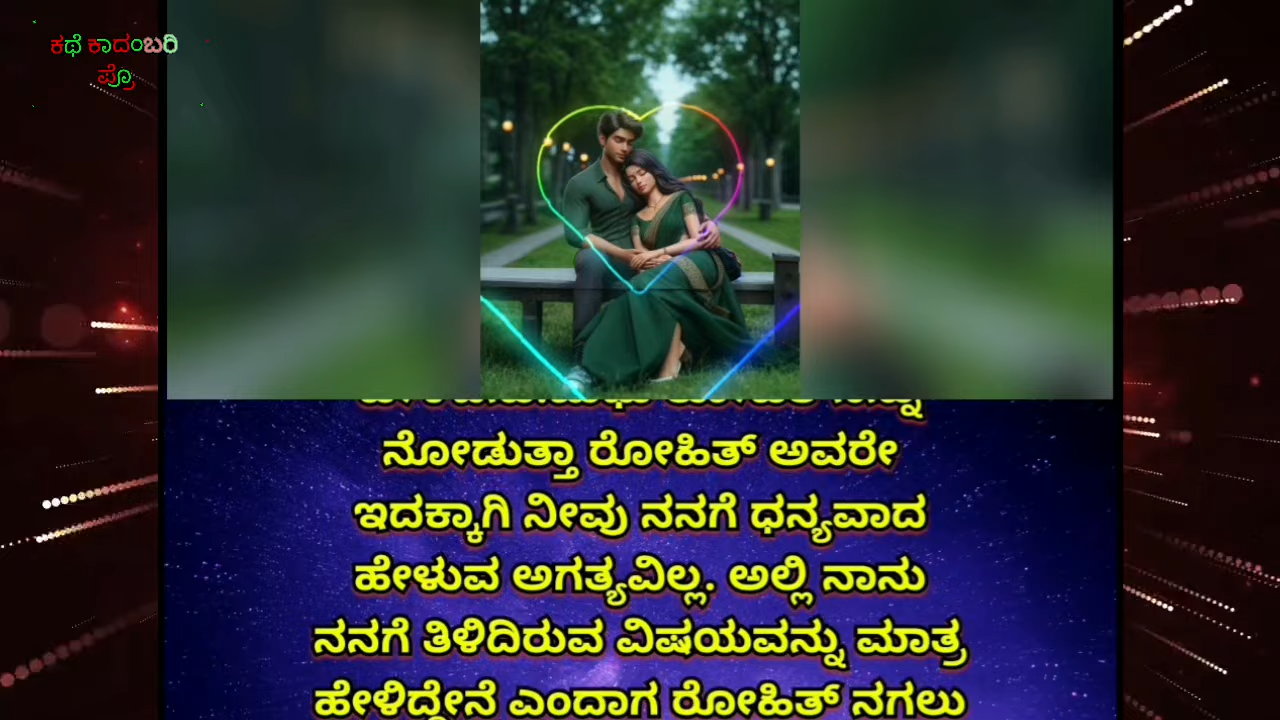 ಕಥೆ ಕಾದಂಬರಿ
ಪ್ರೊ
ನೋಡುತ್ತಾ ರೋಹಿತ್ ಅವರೇ
ಇದಕ್ಕಾಗಿ ನೀವು ನನಗೆ ಧನ್ಯವಾದ
ಹೇಳುವ ಅಗತ್ಯವಿಲ್ಲ. ಅಲ್ಲಿ ನಾನು
ನನಗೆ ತಿಳಿದಿರುವ ವಿಷಯವನ್ನು ಮಾತ್ರ
ಹೇಳಿದ್ದೇನೆ ಎಂದಾಗ ರೋಹಿತ್ ನಗಲು